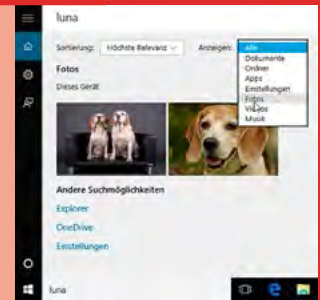 luna
Sortierung: Höchste Relevanz Anzeigen: Alle
Dokumente
Ordner
Apps
Einstellungen
Fotos
Videos
Musik
Fotos
Dieses Gerät
Andere Suchmöglichkeiten
Explorer
OneDrive
Einstellungen
luna